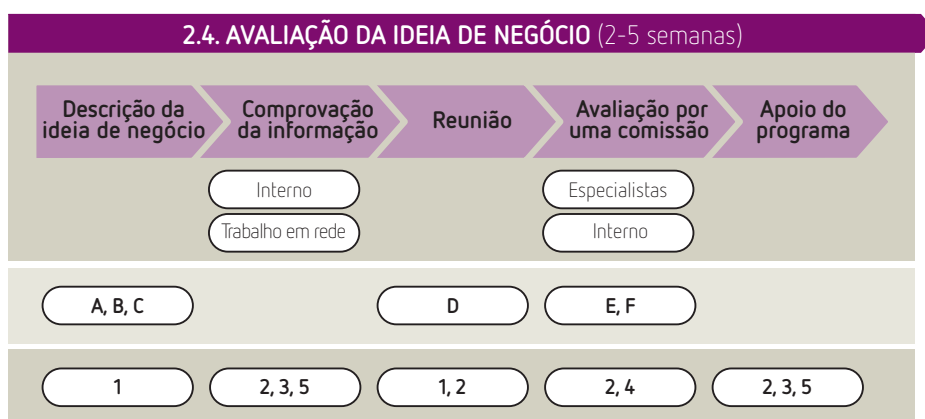 2.4. AVALIAÇÃO DA IDEIA DE NEGÓCIO (2-5 semanas)
Descrição da
ideia de negócio
Comprovação
da informação
Reunião
Avaliação por
uma comissão
Apoio do
programa
Interno
Trabalho em rede
Especialistas
Interno
A, B, C
D
E, F
1
2, 3, 5
1, 2
2, 4
2, 3, 5